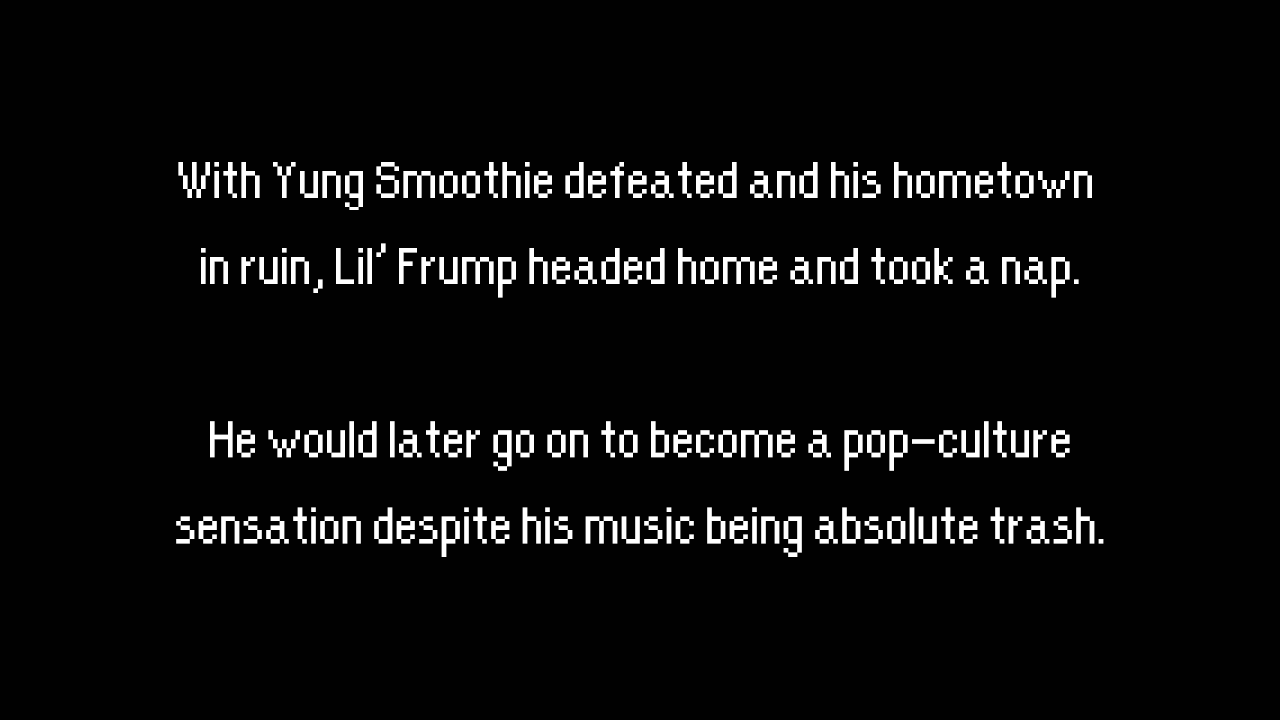 With Yung Smoothie defeated and his hometown
in ruin, Lil' Frump headed home and took a nap.
He would later go on to become a pop-culture
sensation despite his music being absolute trash.